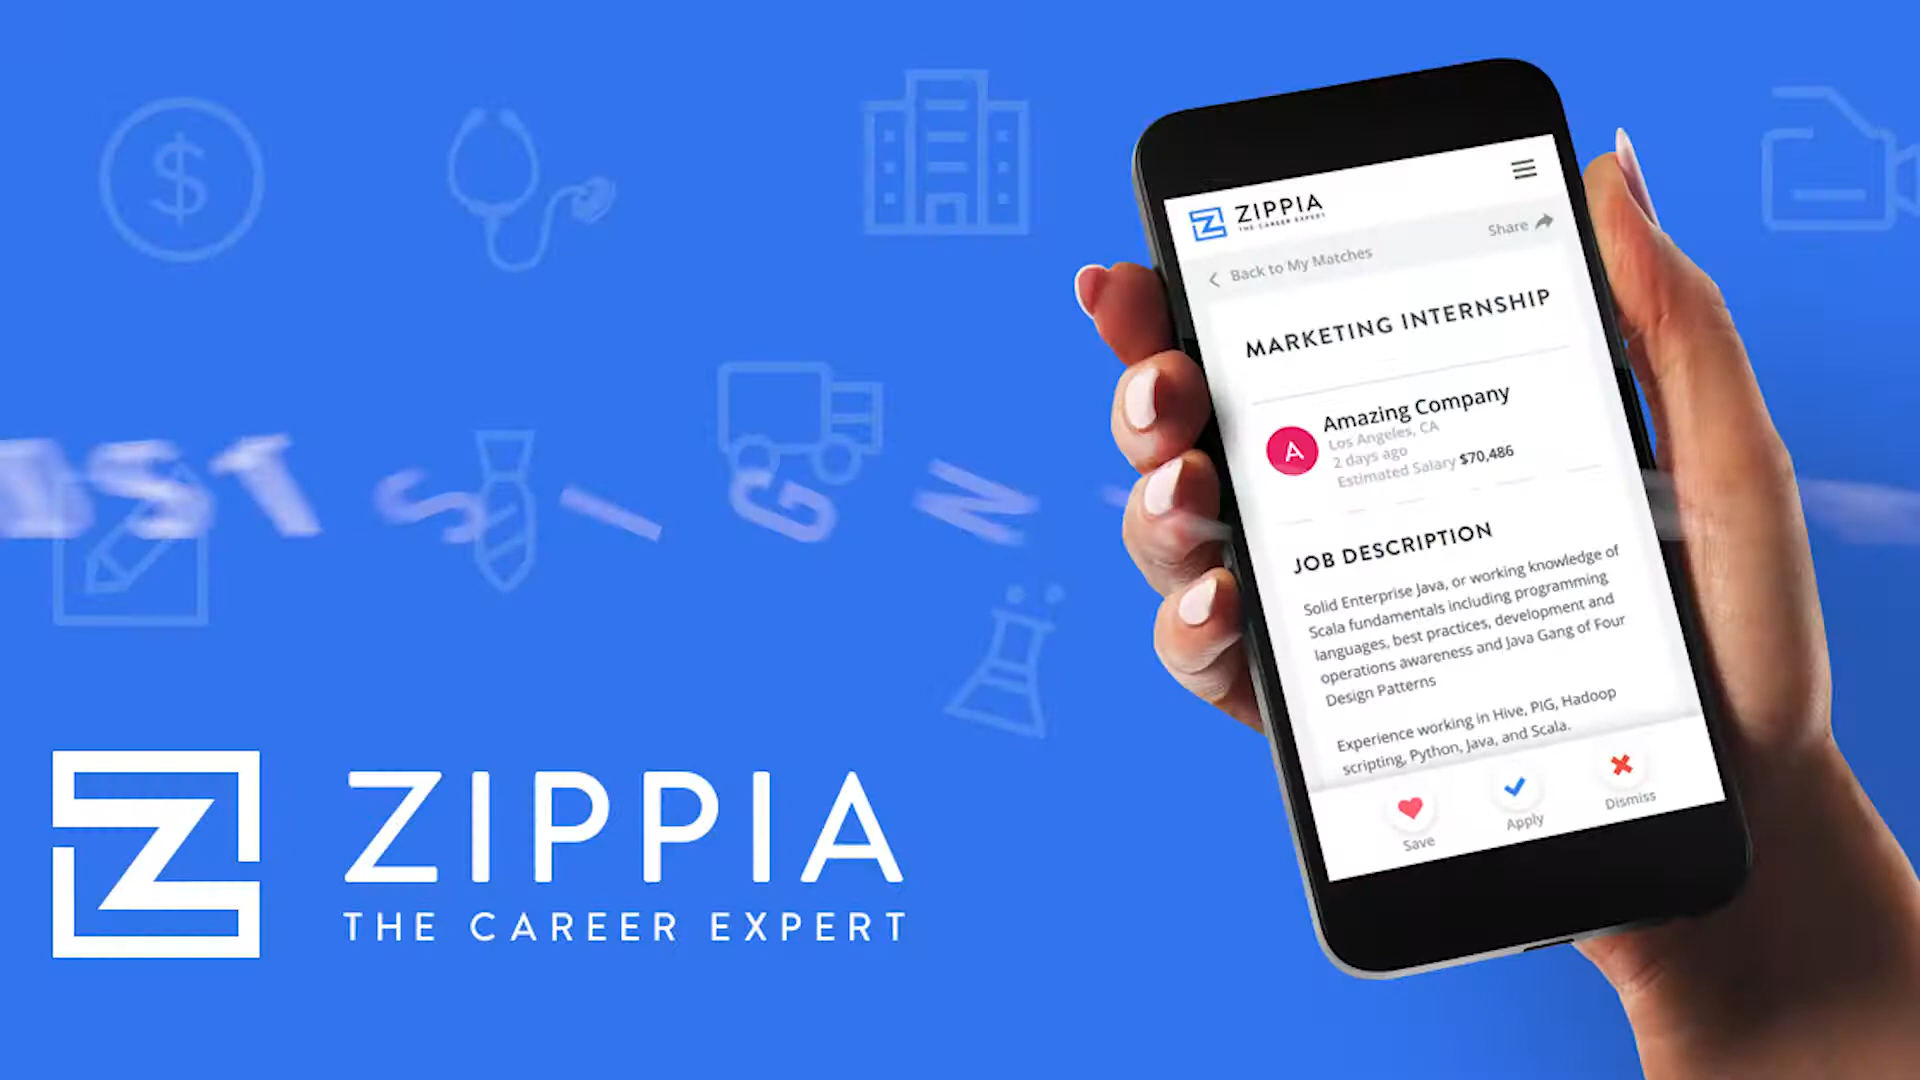 ZIPPIA
THE CAREER EXPERT
Share
Back to My Matches
MARKETING INTERNSHIP
A
Amazing Company
Los Angeles, CA
2 days ago
Estimated Salary $70,486
JOB DESCRIPTION
Solid Enterprise Java, or working knowledge of
Scala fundamentals including programming
languages, best practices, development and
operations awareness and Java Gang of Four
Design Patterns
Experience working in Hive, PIG, Hadoop
scripting, Python, Java, and Scala.
Save
Apply
Dismiss
ZIPPIA
THE CAREER EXPERT